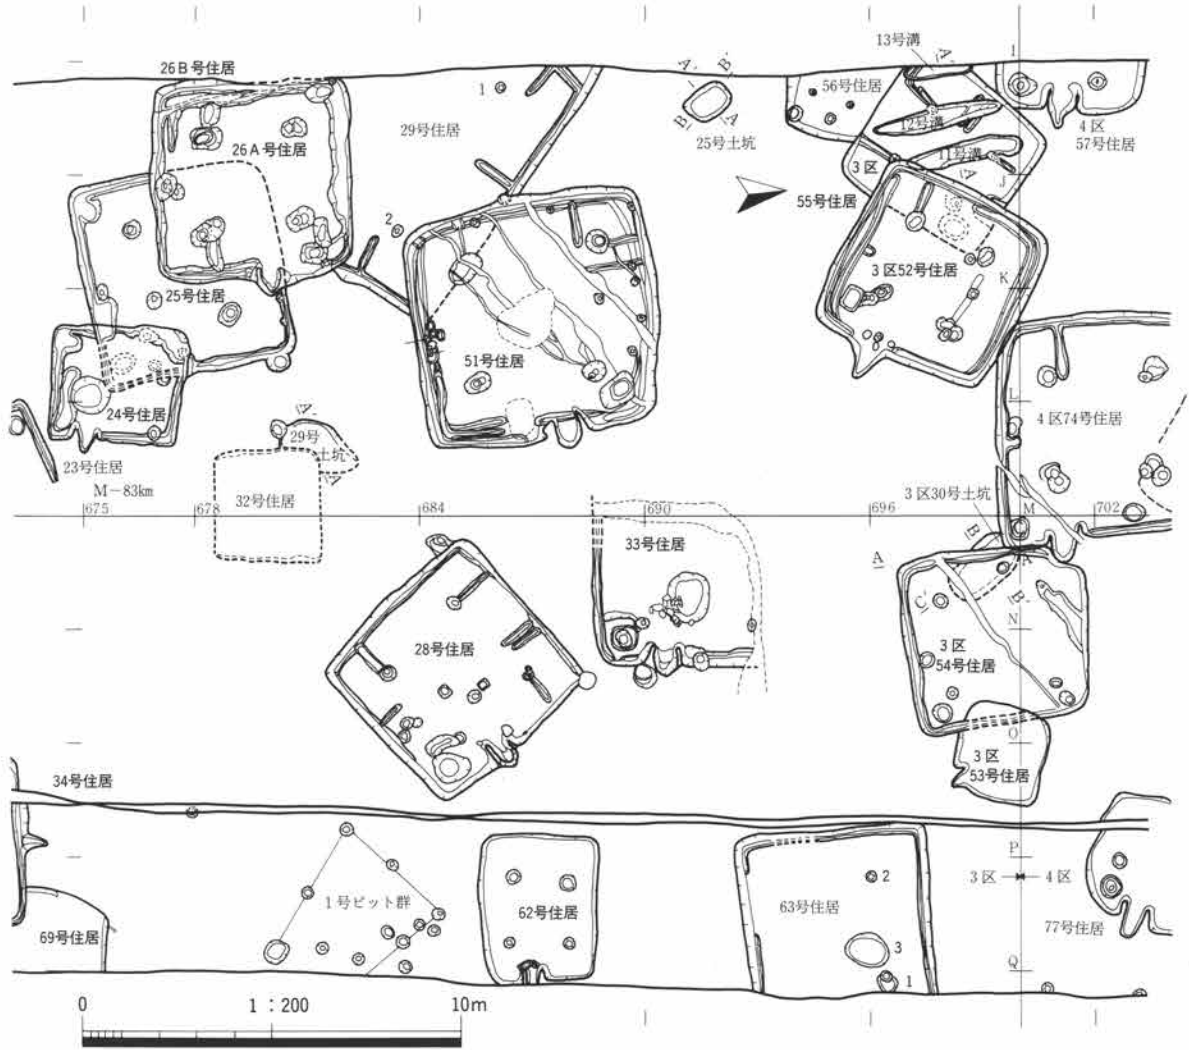 13号溝
A´
1
26B号住居
A´
B´
1
56号住居
29号住居
12号溝
4区
57号住居
26A号住居
B
A
25号土坑
11号溝
3区
A
J
55号住居
2
3区52号住居
K
25号住居
51号住居
24号住居
L
4区74号住居
29号
土坑
23号住居
M-83km
32号住居
3区30号土坑
675
678
684
690
696
M
702
33号住居
B
A
A´
C
B´
N
28号住居
3区
54号住居
O
3区
53号住居
34号住居
P
2
3区
4区
1号ピット群
62号住居
63号住居
77号住居
69号住居
3
Q
1
0
1:200
10m